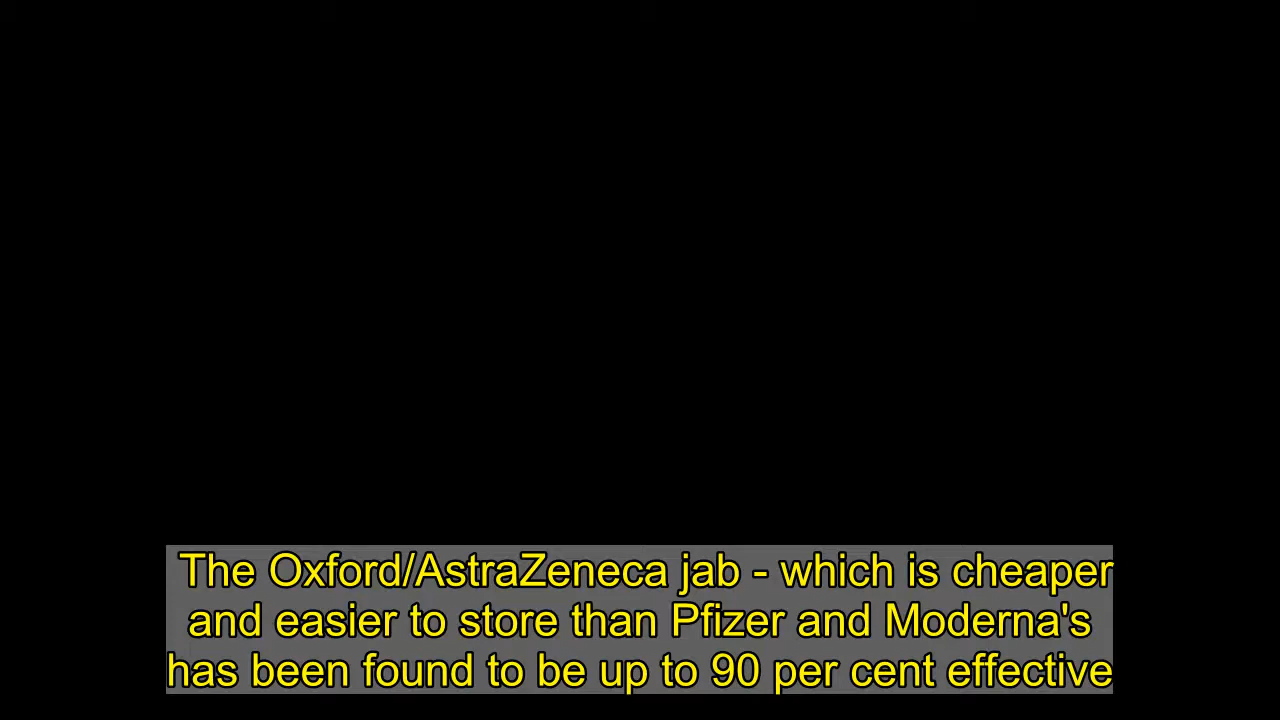 The Oxford/AstraZeneca jab - which is cheaper
and easier to store than Pfizer and Moderna's
has been found to be up to 90 per cent effective